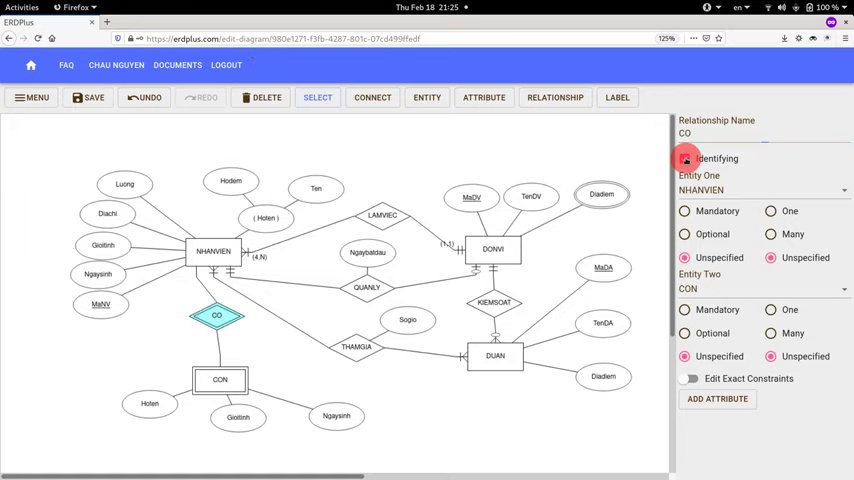 Activities
Firefox
Thu Feb 18 21:25
en
100 %
ERDPlus
https://erdplus.com/edit-diagram/980e1271-f3fb-4287-801c-07cd499ffedf
125%
FAQ CHAU NGUYEN DOCUMENTS LOGOUT
MENU SAVE UNDO REDO DELETE SELECT CONNECT ENTITY ATTRIBUTE RELATIONSHIP LABEL
Relationship Name
CO
Identifying
Entity One
NHANVIEN
Mandatory One
Optional Many
Unspecified Unspecified
Entity Two
CON
Mandatory One
Optional Many
Unspecified Unspecified
Edit Exact Constraints
ADD ATTRIBUTE
Luong
Hodem
Ten
Diachi
( Hoten )
LAMVIEC
MaDV
TenDV
Diadiem
Gioitinh
NHANVIEN
(4,N)
(1,1)
DONVI
Ngaysinh
Ngaybatdau
MaDA
MaNV
QUANLY
KIEMSOAT
CO
Sogio
TenDA
THAMGIA
DUAN
CON
Diadiem
Hoten
Gioitinh
Ngaysinh